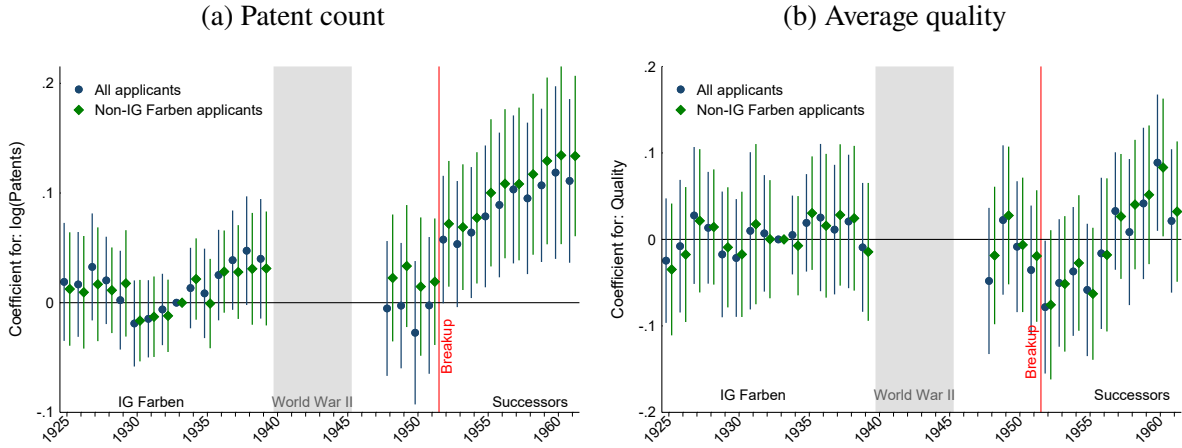 (a) Patent count
Coefficient for: log(Patents)
.2
.1
0
-.1
All applicants
Non-IG Farben applicants
Breakup
IG Farben
World War II
Successors
1925
1930
1935
1940
1945
1950
1955
1960
(b) Average quality
Coefficient for: Quality
.2
.1
0
-.1
-.2
All applicants
Non-IG Farben applicants
Breakup
IG Farben
World War II
Successors
1925
1930
1935
1940
1945
1950
1955
1960